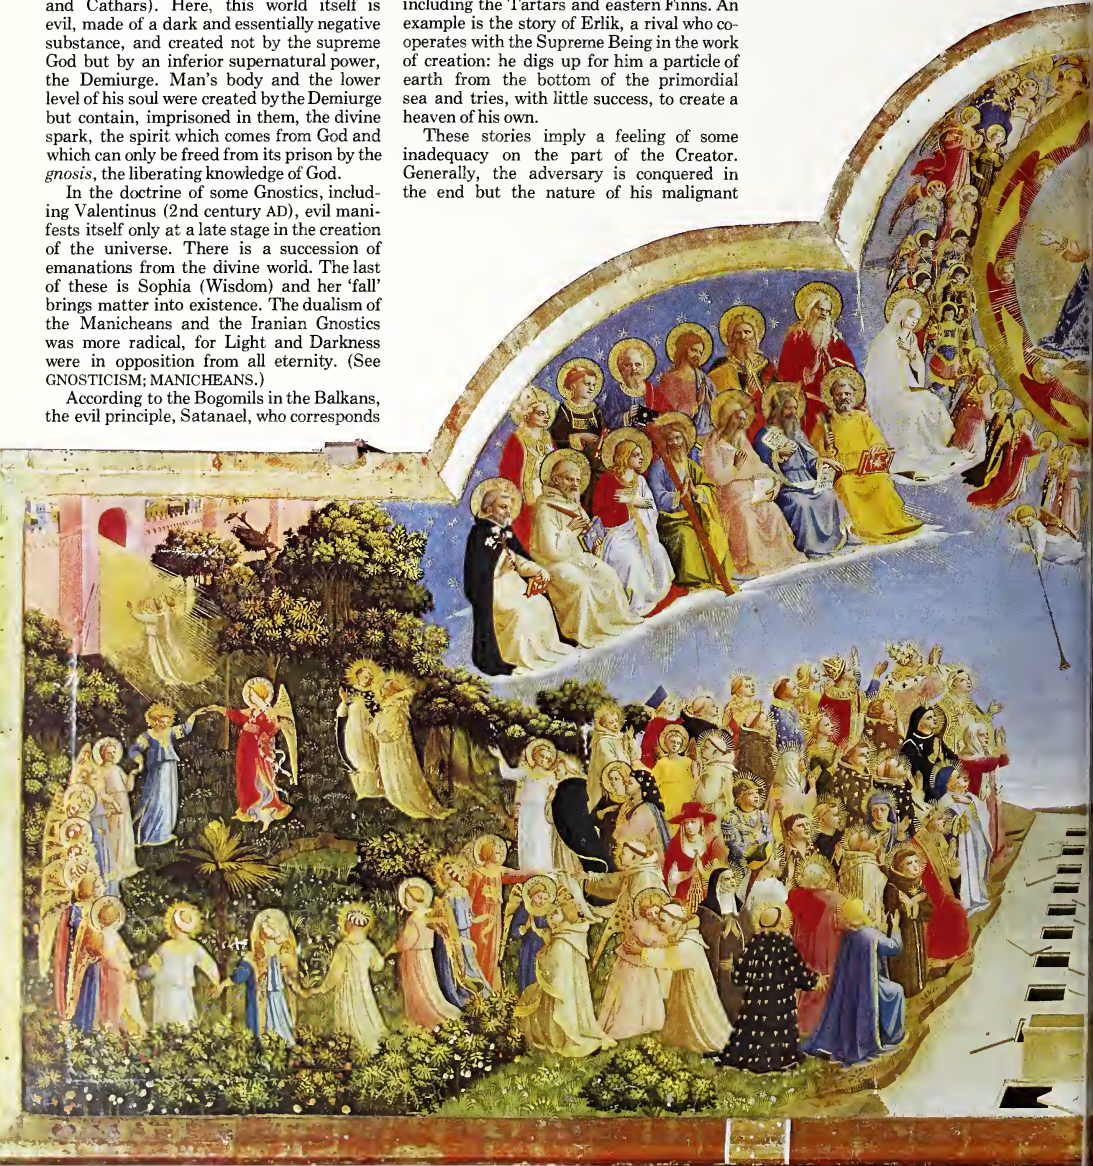 and Cathars). Here, this world itself is
evil, made of a dark and essentially negative
substance, and created not by the supreme
God but by an inferior supernatural power,
the Demiurge. Man's body and the lower
level of his soul were created by the Demiurge
but contain, imprisoned in them, the divine
spark, the spirit which comes from God and
which can only be freed from its prison by the
gnosis, the liberating knowledge of God.
In the doctrine of some Gnostics, includ-
ing Valentinus (2nd century AD), evil mani-
fests itself only at a late stage in the creation
of the universe. There is a succession of
emanations from the divine world. The last
of these is Sophia (Wisdom) and her 'fall'
brings matter into existence. The dualism of
the Manicheans and the Iranian Gnostics
was more radical, for Light and Darkness
were in opposition from all eternity. (See
GNOSTICISM; MANICHEANS.)
According to the Bogomils in the Balkans,
the evil principle, Satanael, who corresponds
including the Tartars and eastern Finns. An
example is the story of Erlik, a rival who co-
operates with the Supreme Being in the work
of creation: he digs up for him a particle of
earth from the bottom of the primordial
sea and tries, with little success, to create a
heaven of his own.
These stories imply a feeling of some
inadequacy on the part of the Creator.
Generally, the adversary is conquered in
the end but the nature of his malignant